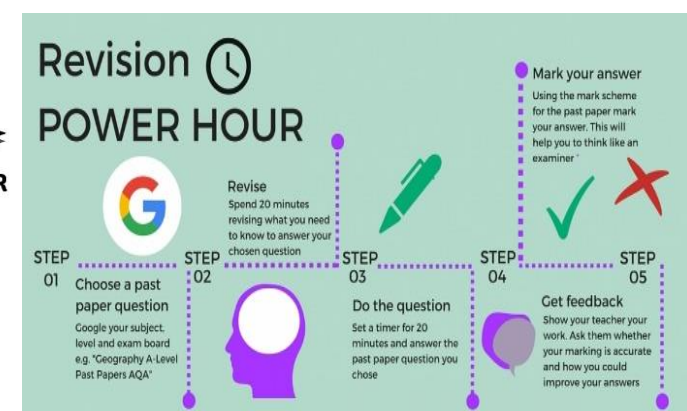 Revision
POWER HOUR
R
STEP
01
Choose a past
paper question
Google your subject,
level and exam board
e.g. "Geography A-Level
Past Papers AQA"
STEP
02
Revise
Spend 20 minutes
revising what you need
to know to answer your
chosen question
STEP
03
Do the question
Set a timer for 20
minutes and answer the
past paper question you
chose
STEP
04
Mark your answer
Using the mark scheme
for the past paper mark
your answer. This will
help you to think like an
examiner
STEP
05
Get feedback
Show your teacher your
work. Ask them whether
your marking is accurate
and how you could
improve your answers